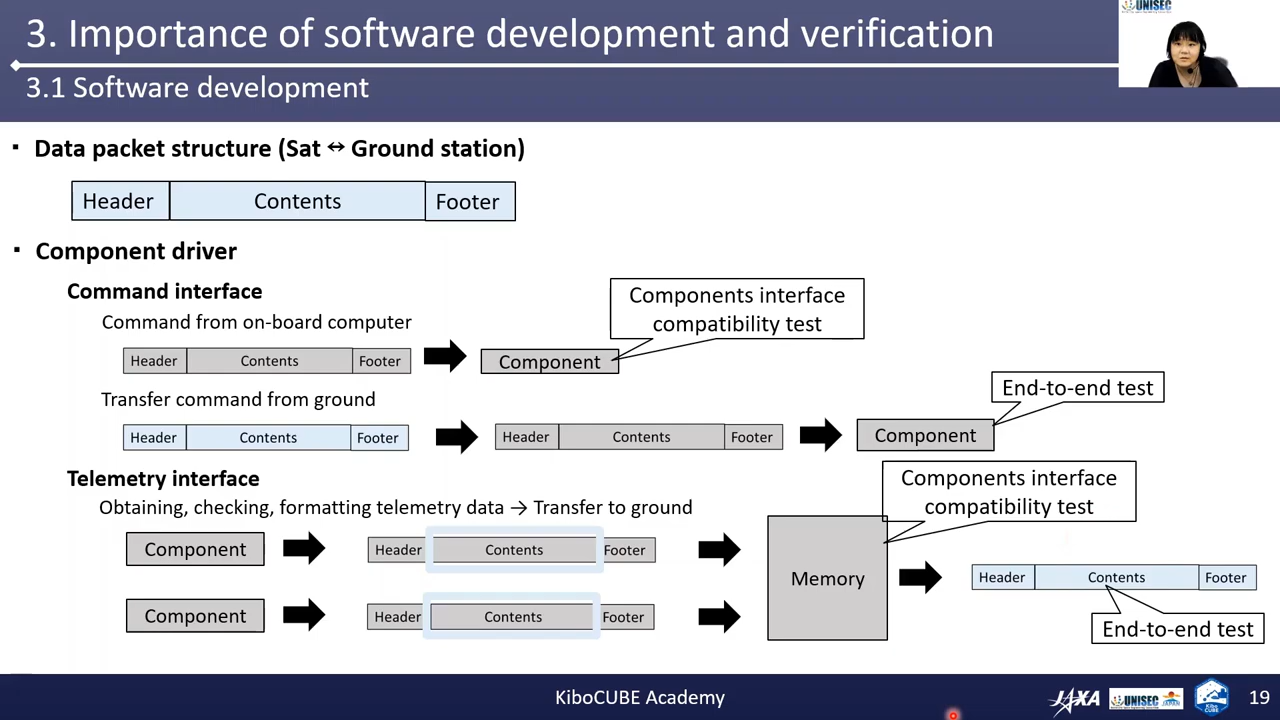 3. Importance of software development and verification
UNISEC
3.1 Software development
· Data packet structure (Sat ↔ Ground station)
Header Contents Footer
· Component driver
Command interface
Components interface
compatibility test
Command from on-board computer
Header Contents Footer
Component
Transfer command from ground
End-to-end test
Header Contents Footer
Header Contents Footer
Component
Telemetry interface
Components interface
compatibility test
Obtaining, checking, formatting telemetry data → Transfer to ground
Component
Header Contents Footer
Memory
Header Contents Footer
Component
Header Contents Footer
End-to-end test
KiboCUBE Academy
JAXA
UNISEC
JAPAN
Kibo
CUBE
19